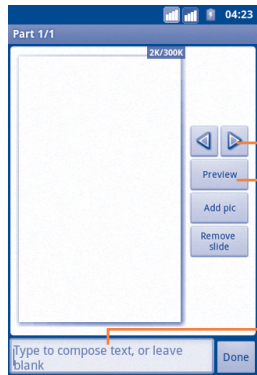 04:23
Part 1/1
2K/300K
Preview
Add pic
Remove
slide
Type to compose text, or leave
blank
Done